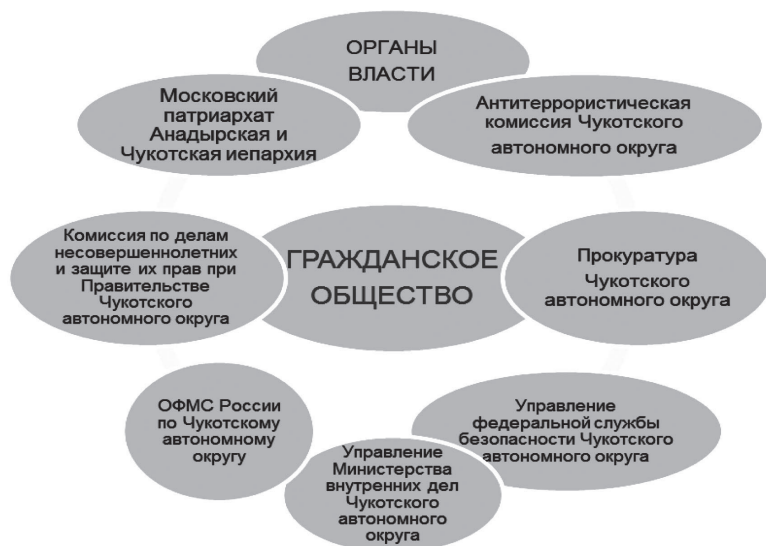 ОРГАНЫ
ВЛАСТИ
Московский
патриархат
Анадырская и
Чукотская иепархия
Антитеррористическая
комиссия Чукотского
автономного округа
Комиссия по делам
несовершеннолетних
и защите их прав при
Правительстве
Чукотского
автономного округа
ГРАЖДАНСКОЕ
ОБЩЕСТВО
Прокуратура
Чукотского
автономного округа
ОФМС России
по Чукотскому
автономному
округу
Управление
Министерства
внутренних дел
Чукотского
автономного
округа
Управление
федеральной службы
безопасности Чукотского
автономного округа